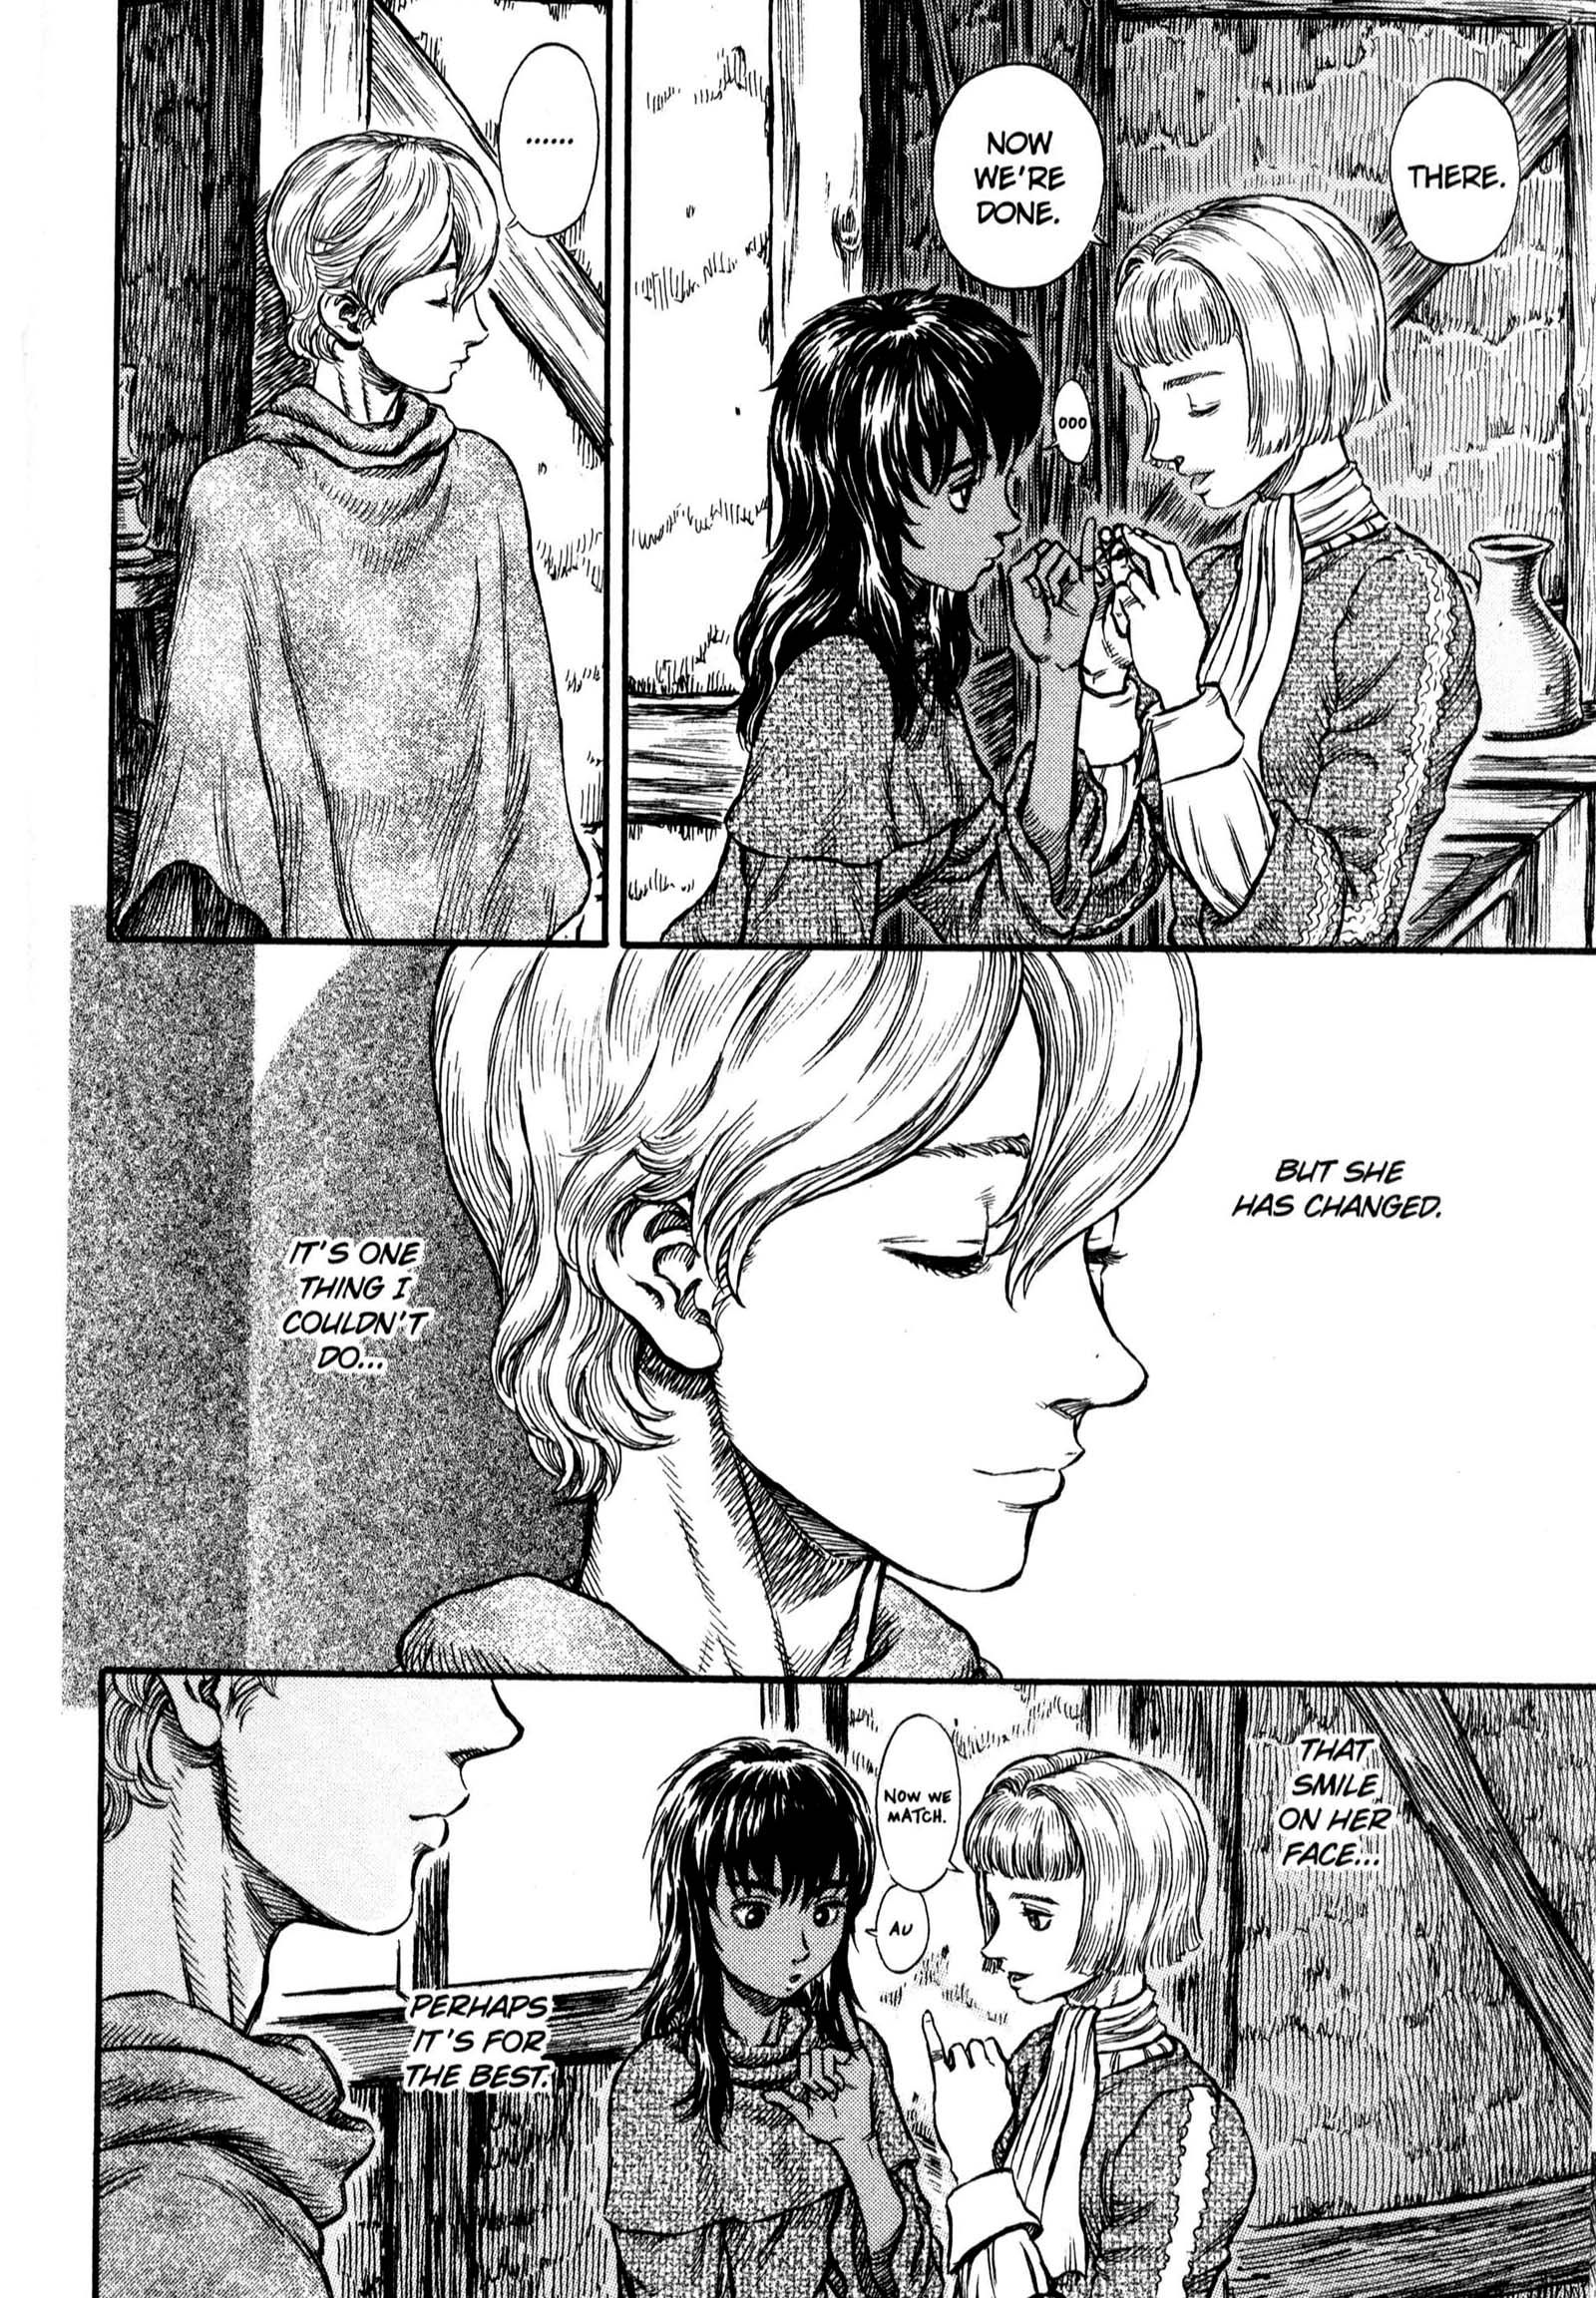 THERE.
NOW
WE'RE
DONE.
OOO
......
BUT SHE
HAS CHANGED.
IT'S ONE
THING I
COULDN'T
DO...
THAT
SMILE
ON HER
FACE...
NOW WE
MATCH.
AU
PERHAPS
IT'S FOR
THE BEST.